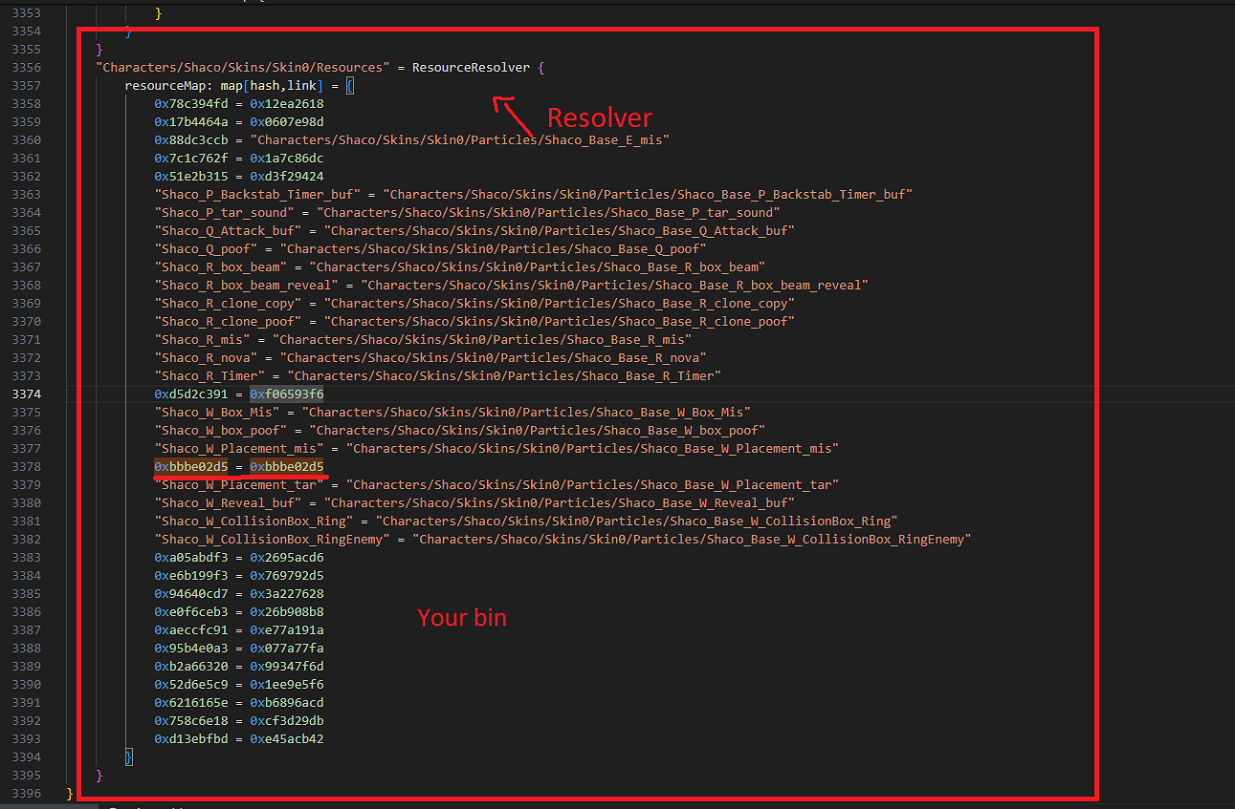 3353 }
3354 }
3355 }
3356 "Characters/Shaco/Skins/Skin0/Resources" = ResourceResolver {
3357 resourceMap: map[hash,link] = {
3358 0x78c394fd = 0x12ea2618
Resolver
3359 0x17b4464a = 0x0607e98d
3360 0x88dc3ccb = "Characters/Shaco/Skins/Skin0/Particles/Shaco_Base_E_mis"
3361 0x7c1c762f = 0x1a7c86dc
3362 0x51e2b315 = 0xd3f29424
3363 "Shaco_P_Backstab_Timer_buf" = "Characters/Shaco/Skins/Skin0/Particles/Shaco_Base_P_Backstab_Timer_buf"
3364 "Shaco_P_tar_sound" = "Characters/Shaco/Skins/Skin0/Particles/Shaco_Base_P_tar_sound"
3365 "Shaco_Q_Attack_buf" = "Characters/Shaco/Skins/Skin0/Particles/Shaco_Base_Q_Attack_buf"
3366 "Shaco_Q_poof" = "Characters/Shaco/Skins/Skin0/Particles/Shaco_Base_Q_poof"
3367 "Shaco_R_box_beam" = "Characters/Shaco/Skins/Skin0/Particles/Shaco_Base_R_box_beam"
3368 "Shaco_R_box_beam_reveal" = "Characters/Shaco/Skins/Skin0/Particles/Shaco_Base_R_box_beam_reveal"
3369 "Shaco_R_clone_copy" = "Characters/Shaco/Skins/Skin0/Particles/Shaco_Base_R_clone_copy"
3370 "Shaco_R_clone_poof" = "Characters/Shaco/Skins/Skin0/Particles/Shaco_Base_R_clone_poof"
3371 "Shaco_R_mis" = "Characters/Shaco/Skins/Skin0/Particles/Shaco_Base_R_mis"
3372 "Shaco_R_nova" = "Characters/Shaco/Skins/Skin0/Particles/Shaco_Base_R_nova"
3373 "Shaco_R_Timer" = "Characters/Shaco/Skins/Skin0/Particles/Shaco_Base_R_Timer"
3374 0xd5d2c391 = 0xf06593f6
3375 "Shaco_W_Box_Mis" = "Characters/Shaco/Skins/Skin0/Particles/Shaco_Base_W_Box_Mis"
3376 "Shaco_W_box_poof" = "Characters/Shaco/Skins/Skin0/Particles/Shaco_Base_W_box_poof"
3377 "Shaco_W_Placement_mis" = "Characters/Shaco/Skins/Skin0/Particles/Shaco_Base_W_Placement_mis"
3378 0xbbbe02d5 = 0xbbbe02d5
3379 "Shaco_W_Placement_tar" = "Characters/Shaco/Skins/Skin0/Particles/Shaco_Base_W_Placement_tar"
3380 "Shaco_W_Reveal_buf" = "Characters/Shaco/Skins/Skin0/Particles/Shaco_Base_W_Reveal_buf"
3381 "Shaco_W_CollisionBox_Ring" = "Characters/Shaco/Skins/Skin0/Particles/Shaco_Base_W_CollisionBox_Ring"
3382 "Shaco_W_CollisionBox_RingEnemy" = "Characters/Shaco/Skins/Skin0/Particles/Shaco_Base_W_CollisionBox_RingEnemy"
3383 0xa05abdf3 = 0x2695acd6
3384 0xe6b199f3 = 0x769792d5
3385 0x94640cd7 = 0x3a227628
3386 0xe0f6ceb3 = 0x26b908b8
Your bin
3387 0xaeccfc91 = 0xe77a191a
3388 0x95b4e0a3 = 0x077a77fa
3389 0xb2a66320 = 0x99347f6d
3390 0x52d6e5c9 = 0x1ee9e5f6
3391 0x6216165e = 0xb6896acd
3392 0x758c6e18 = 0xcf3d29db
3393 0xd13ebfbd = 0xe45acb42
3394 }
3395 }
3396 }